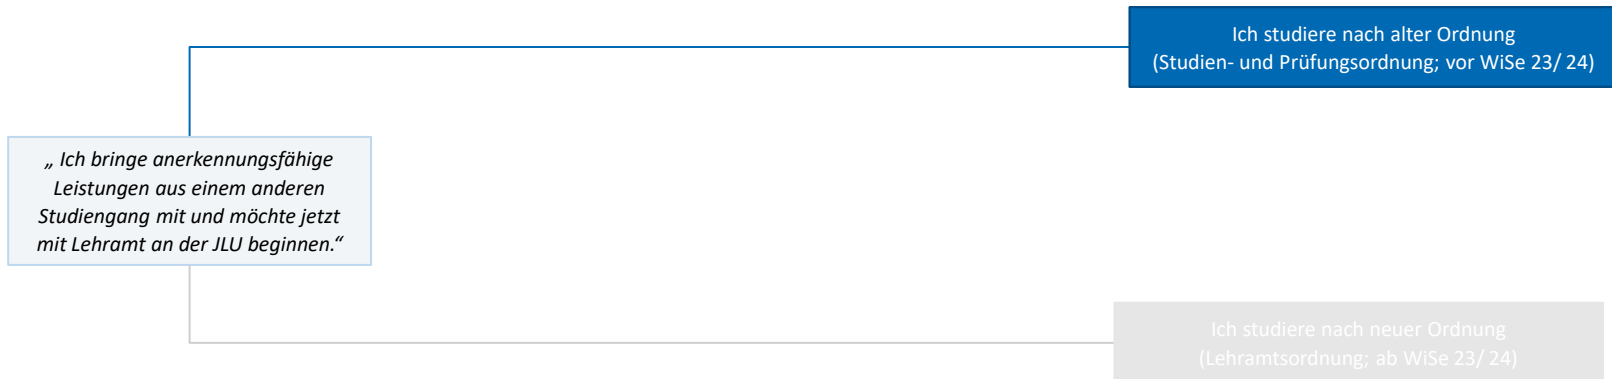 Ich studiere nach alter Ordnung
(Studien- und Prüfungsordnung; vor WiSe 23/ 24)
„ Ich bringe anerkennungsfähige
Leistungen aus einem anderen
Studiengang mit und möchte jetzt
mit Lehramt an der JLU beginnen.“
Ich studiere nach neuer Ordnung
(Lehramtsordnung; ab WiSe 23/ 24)